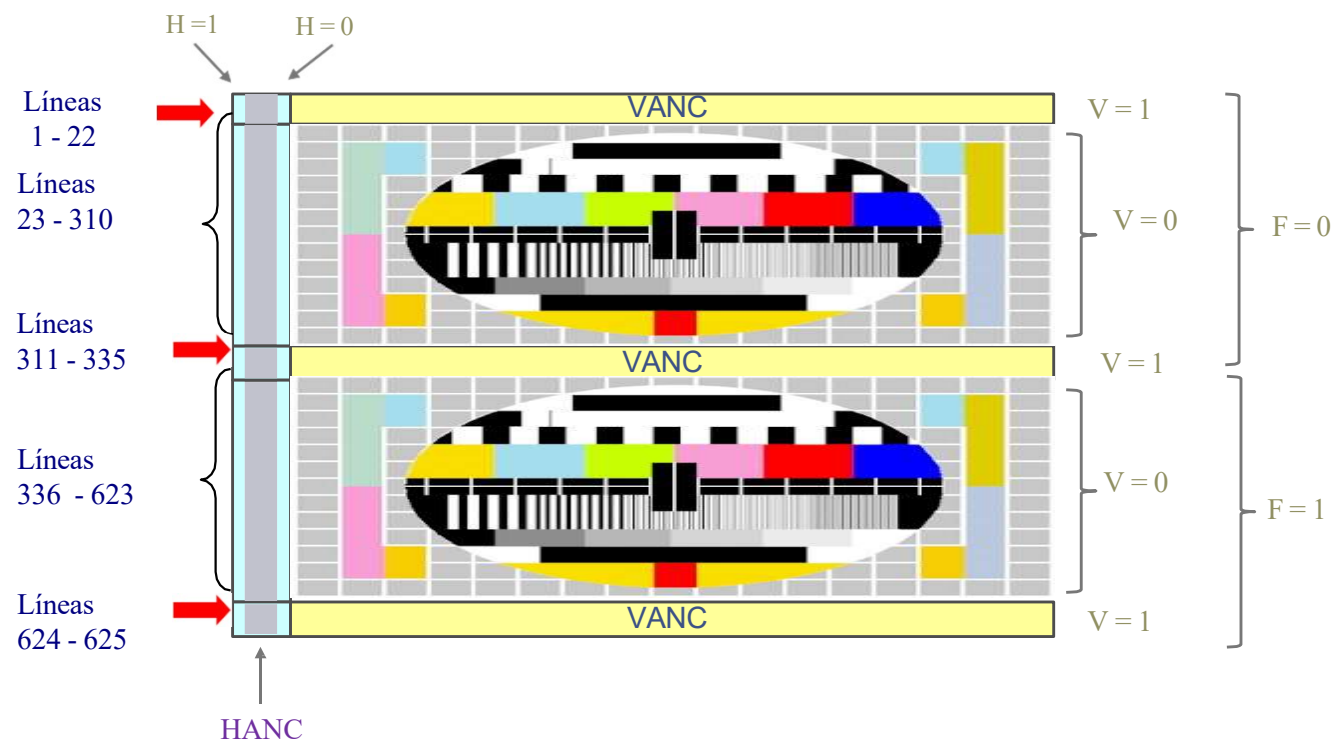 H =1
H = 0
Líneas
1 - 22
VANC
V = 1
Líneas
23 - 310
V = 0
F = 0
Líneas
311 - 335
VANC
V = 1
Líneas
336 - 623
V = 0
F = 1
Líneas
624 - 625
VANC
V = 1
HANC